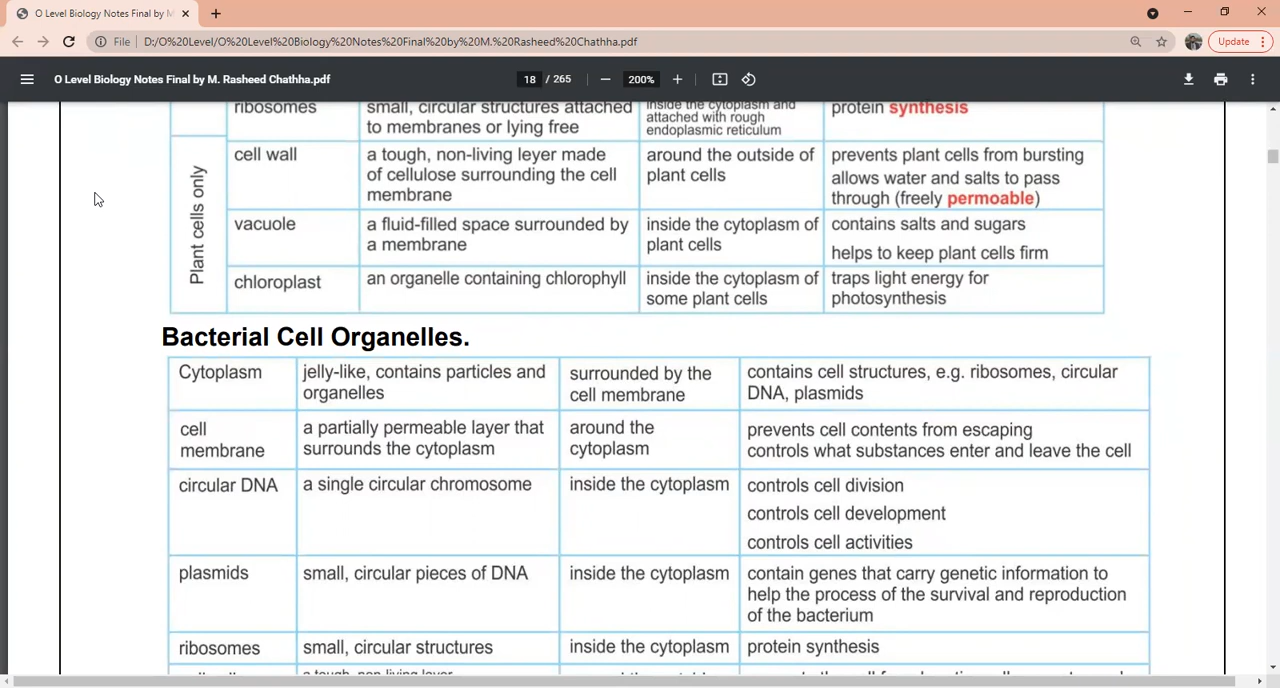 O Level Biology Notes Final by M
File D:/O%20Level/O%20Level%20Biology%20Notes%20Final%20by%20M.%20Rasheed%20Chathha.pdf
Update
O Level Biology Notes Final by M. Rasheed Chathha.pdf
18 / 265
200%
ribosomes
small, circular structures attached
to membranes or lying free
inside the cytoplasm and
attached with rough
endoplasmic reticulum
protein synthesis
Plant cells only
cell wall
a tough, non-living leyer made
of cellulose surrounding the cell
membrane
around the outside of
plant cells
prevents plant cells from bursting
allows water and salts to pass
through (freely permoable)
vacuole
a fluid-filled space surrounded by
a membrane
inside the cytoplasm of
plant cells
contains salts and sugars
helps to keep plant cells firm
chloroplast
an organelle containing chlorophyll
inside the cytoplasm of
some plant cells
traps light energy for
photosynthesis
Bacterial Cell Organelles.
Cytoplasm
jelly-like, contains particles and
organelles
surrounded by the
cell membrane
contains cell structures, e.g. ribosomes, circular
DNA, plasmids
cell
membrane
a partially permeable layer that
surrounds the cytoplasm
around the
cytoplasm
prevents cell contents from escaping
controls what substances enter and leave the cell
circular DNA
a single circular chromosome
inside the cytoplasm
controls cell division
controls cell development
controls cell activities
plasmids
small, circular pieces of DNA
inside the cytoplasm
contain genes that carry genetic information to
help the process of the survival and reproduction
of the bacterium
ribosomes
small, circular structures
inside the cytoplasm
protein synthesis
a tough, non-living layer